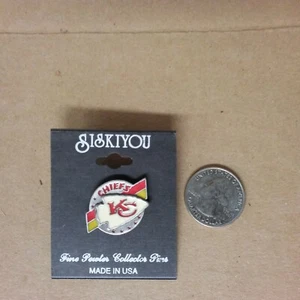 SISKIYOU
CHIEFS
KC
Fine Pewter Collector Pins
MADE IN USA